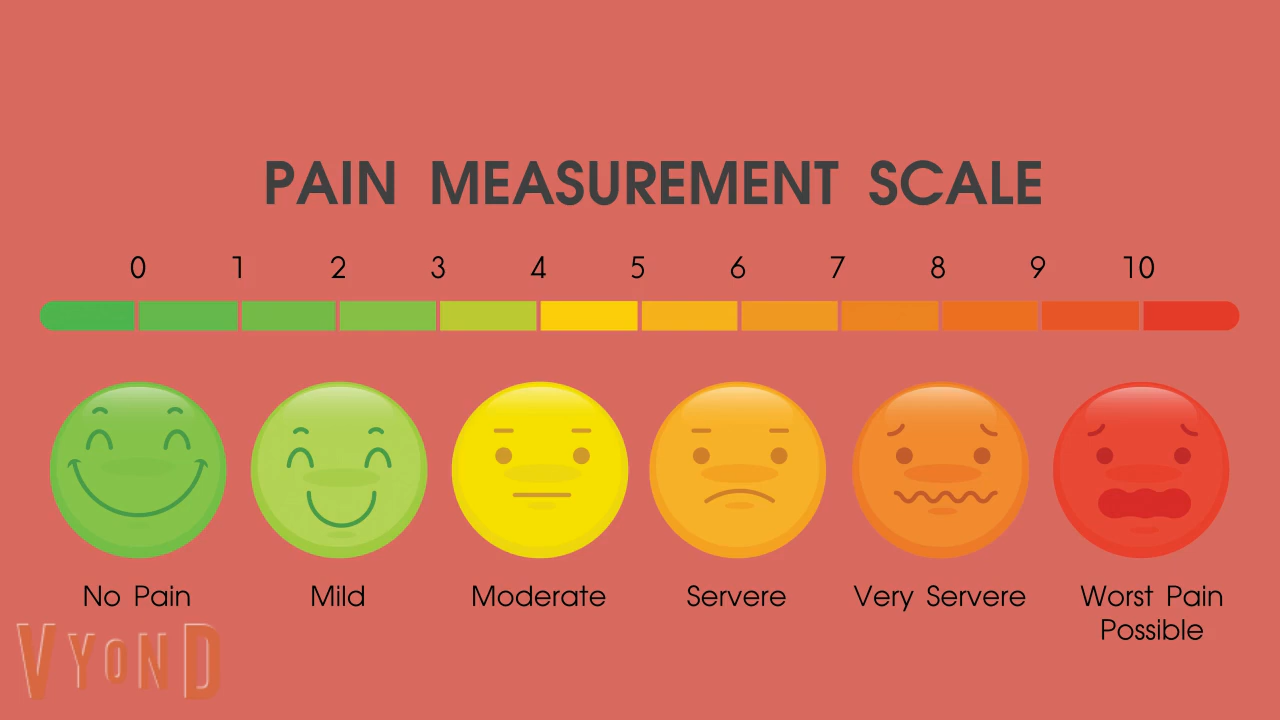 PAIN MEASUREMENT SCALE
0 1 2 3 4 5 6 7 8 9 10
No Pain Mild Moderate Servere Very Servere Worst Pain
Possible
VYOND